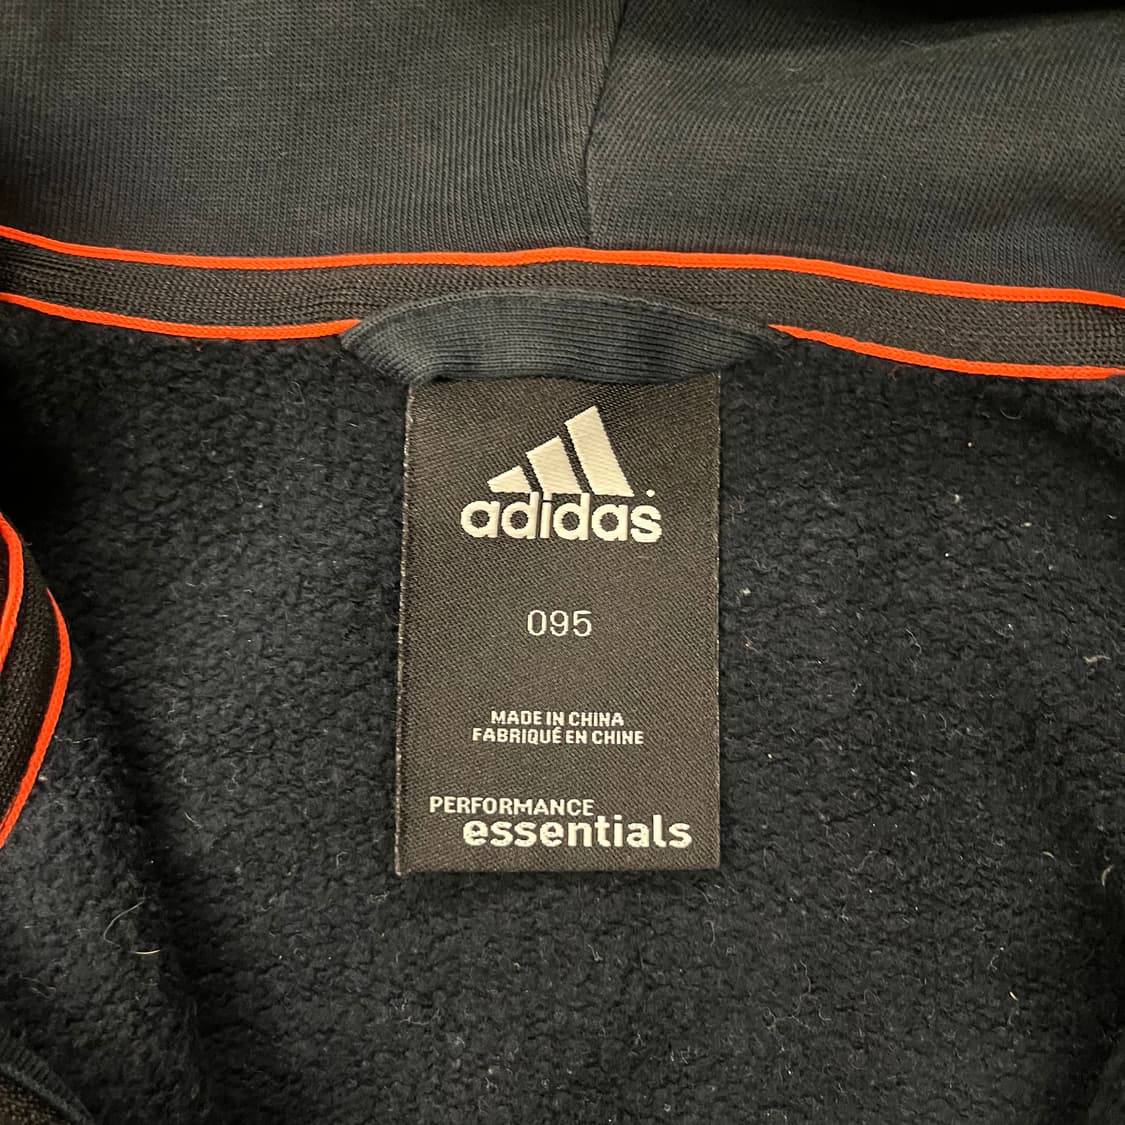 adidas
095
MADE IN CHINA
FABRIQUÉ EN CHINE
PERFORMANCE
essentials